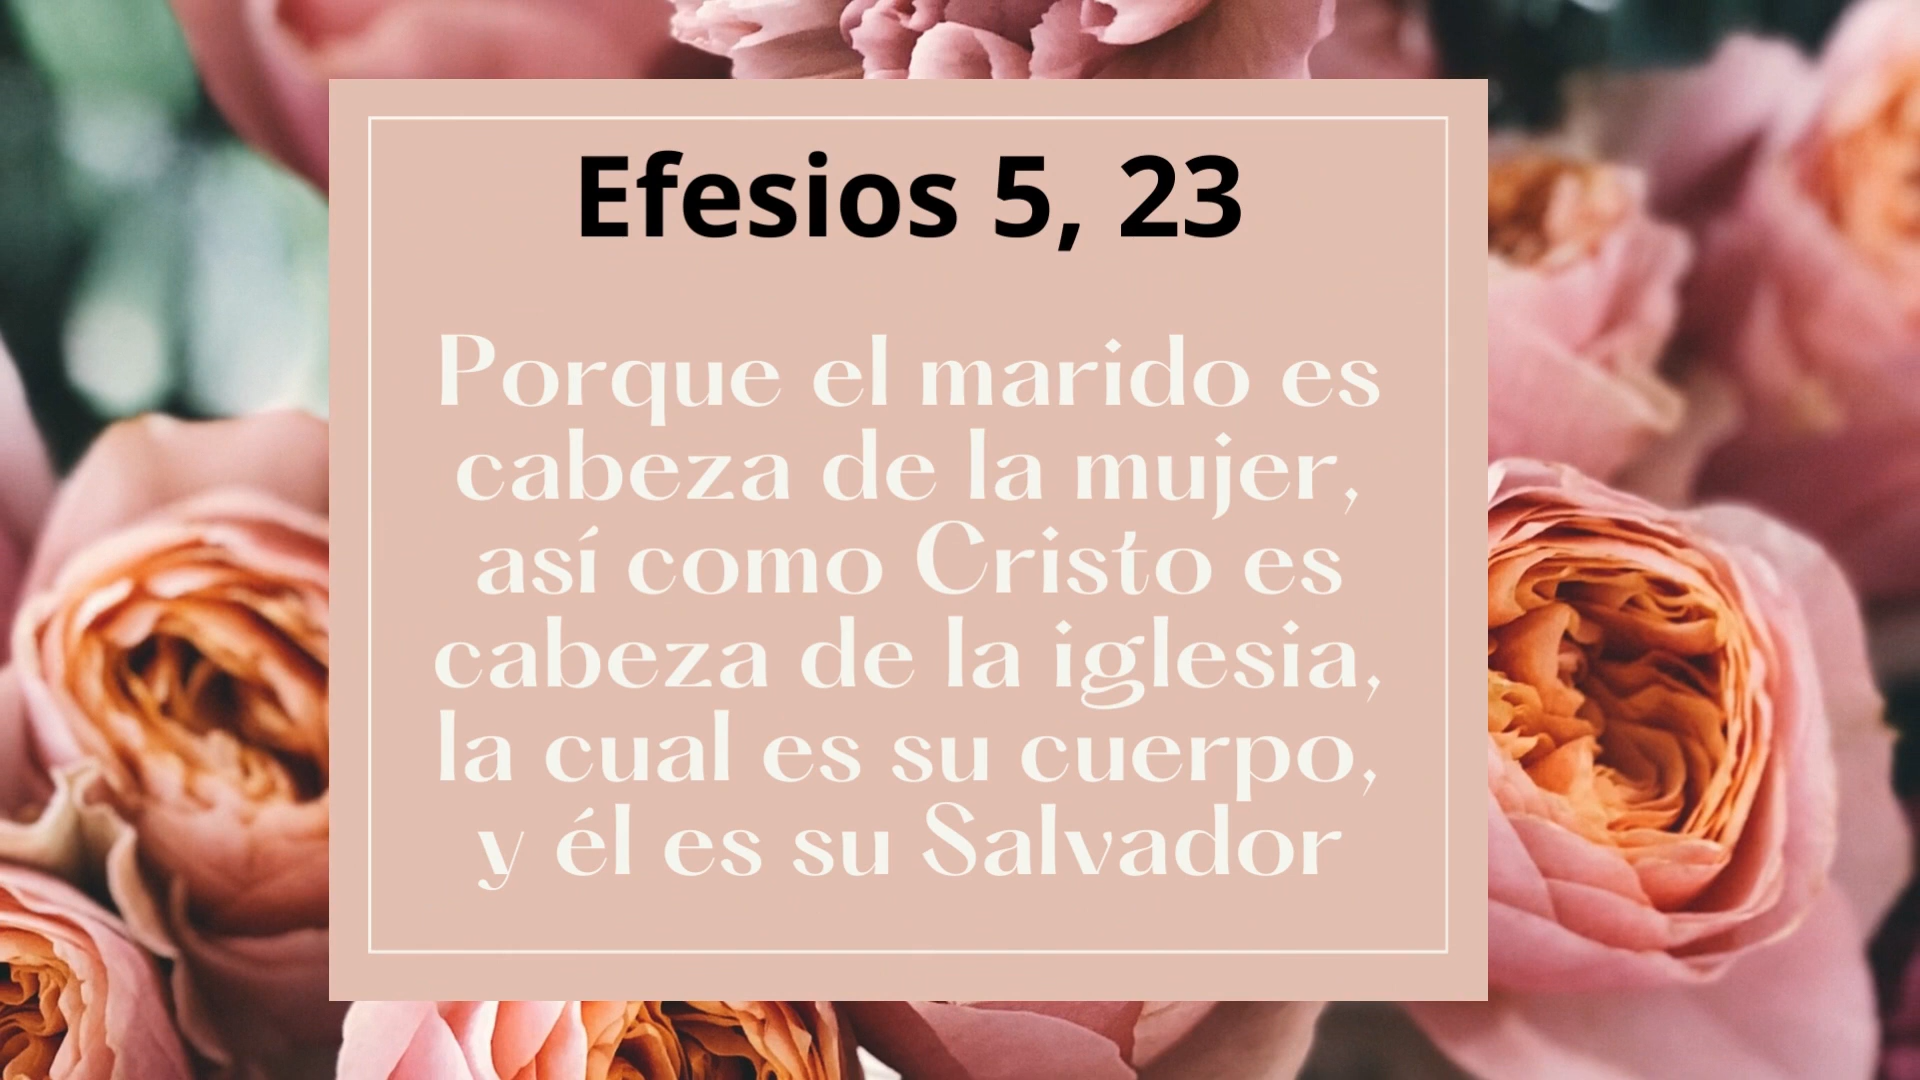 Efesios 5, 23
Porque el marido es
cabeza de la mujer,
así como Cristo es
cabeza de la iglesia,
la cual es su cuerpo,
y él es su Salvador